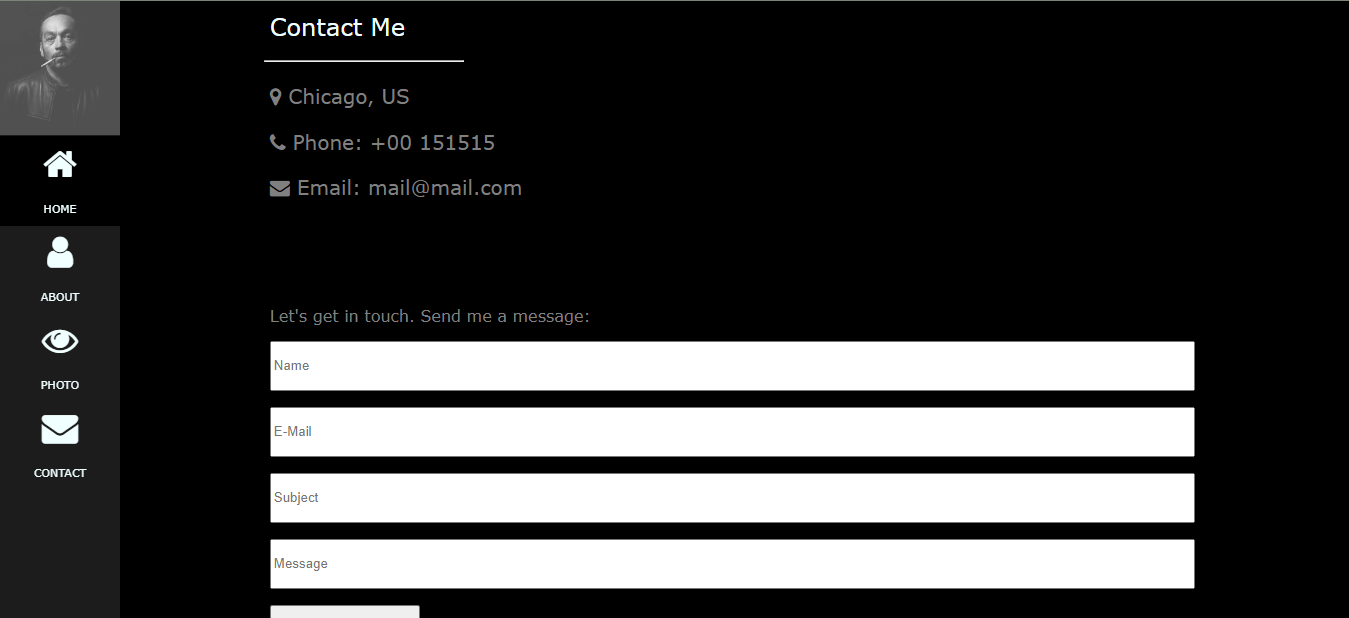 Contact Me
Chicago, US
Phone: +00 151515
Email: mail@mail.com
HOME
ABOUT
PHOTO
CONTACT
Let's get in touch. Send me a message:
Name
E-Mail
Subject
Message